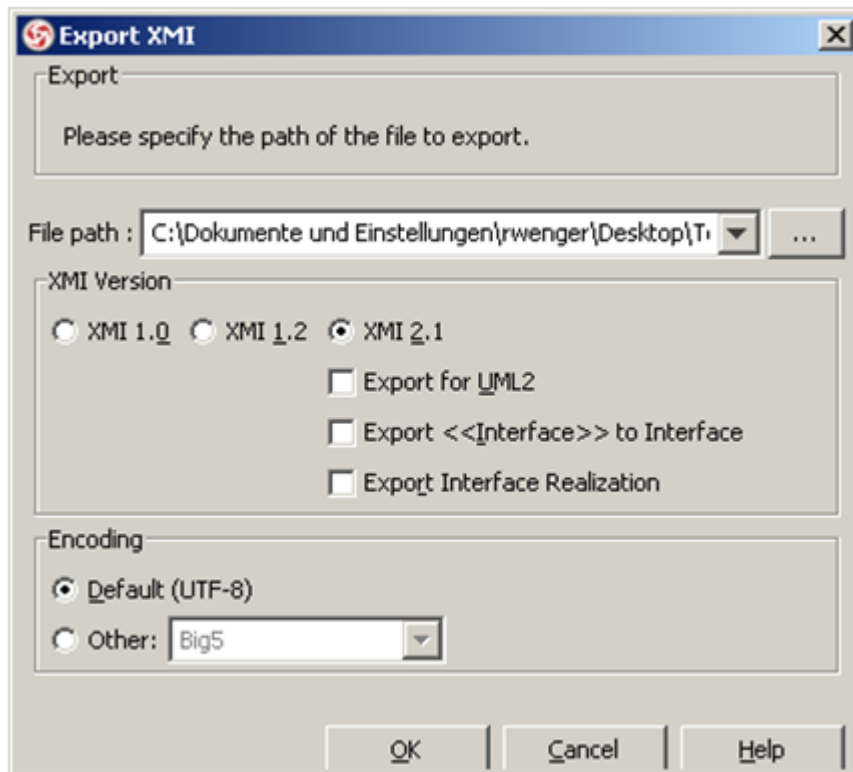 Export XMI
Export
Please specify the path of the file to export.
File path : C:\Dokumente und Einstellungen\rwenger\Desktop\ ...
XMI Version
XMI 1.0 XMI 1.2 XMI 2.1
Export for UML2
Export <<Interface>> to Interface
Export Interface Realization
Encoding
Default (UTF-8)
Other: Big5
OK Cancel Help